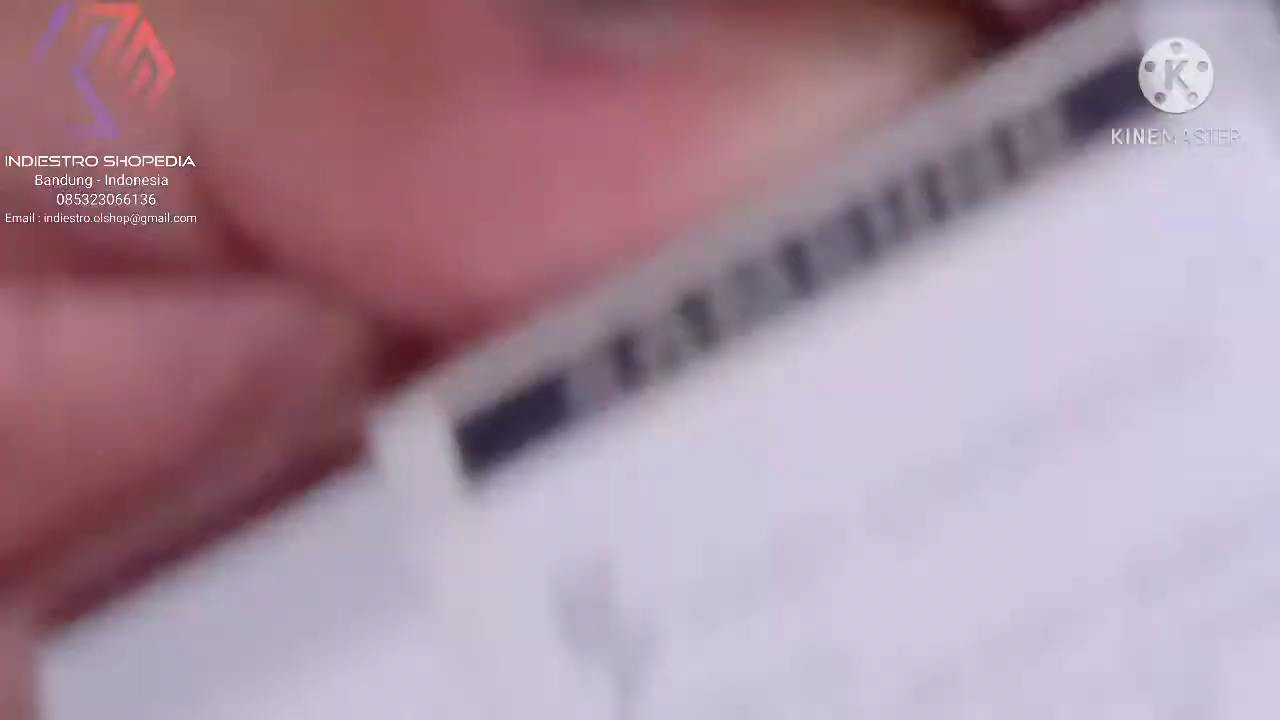 INDIESTRO SHOPEDIA
Bandung - Indonesia
085323066136
Email : indiestro.olshop@gmail.com
K
KINEMASTER